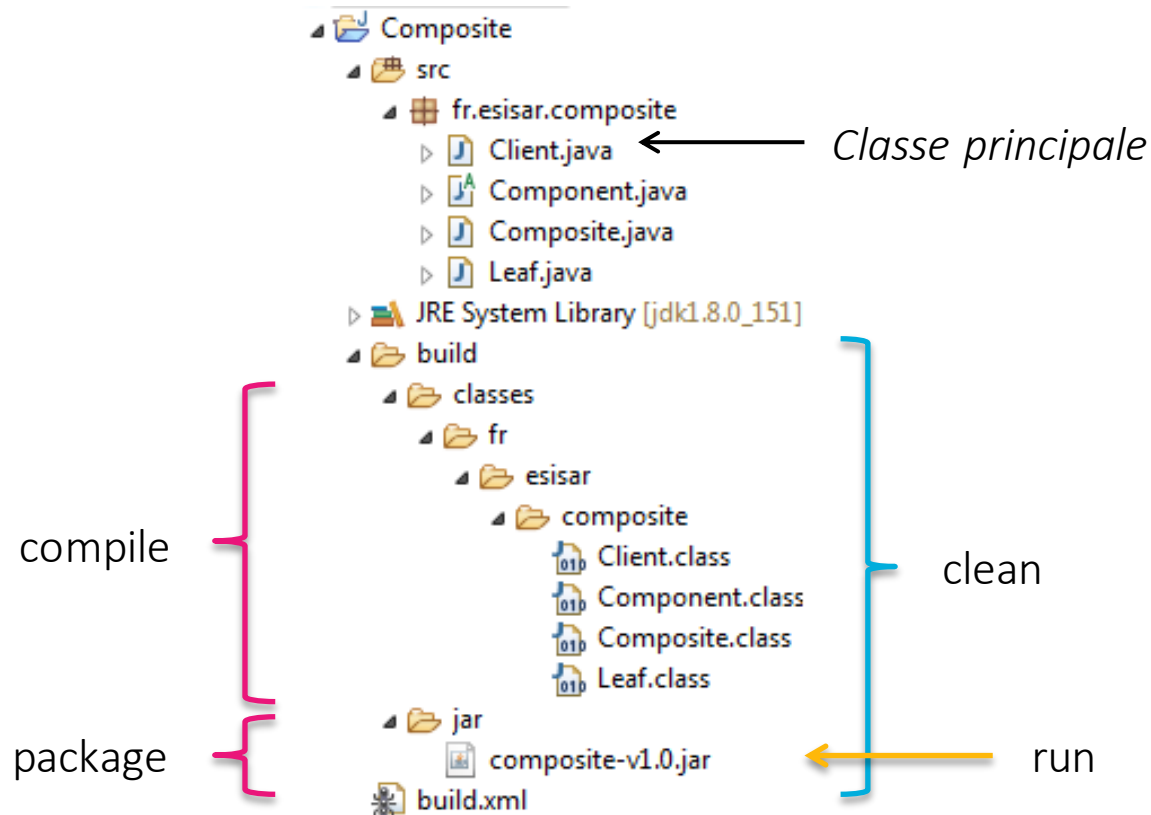 Composite
src
fr.esisar.composite
Client.java
Classe principale
Component.java
Composite.java
Leaf.java
JRE System Library [jdk1.8.0_151]
build
classes
fr
esisar
composite
compile
Client.class
clean
Component.class
Composite.class
Leaf.class
jar
package
composite-v1.0.jar
run
build.xml